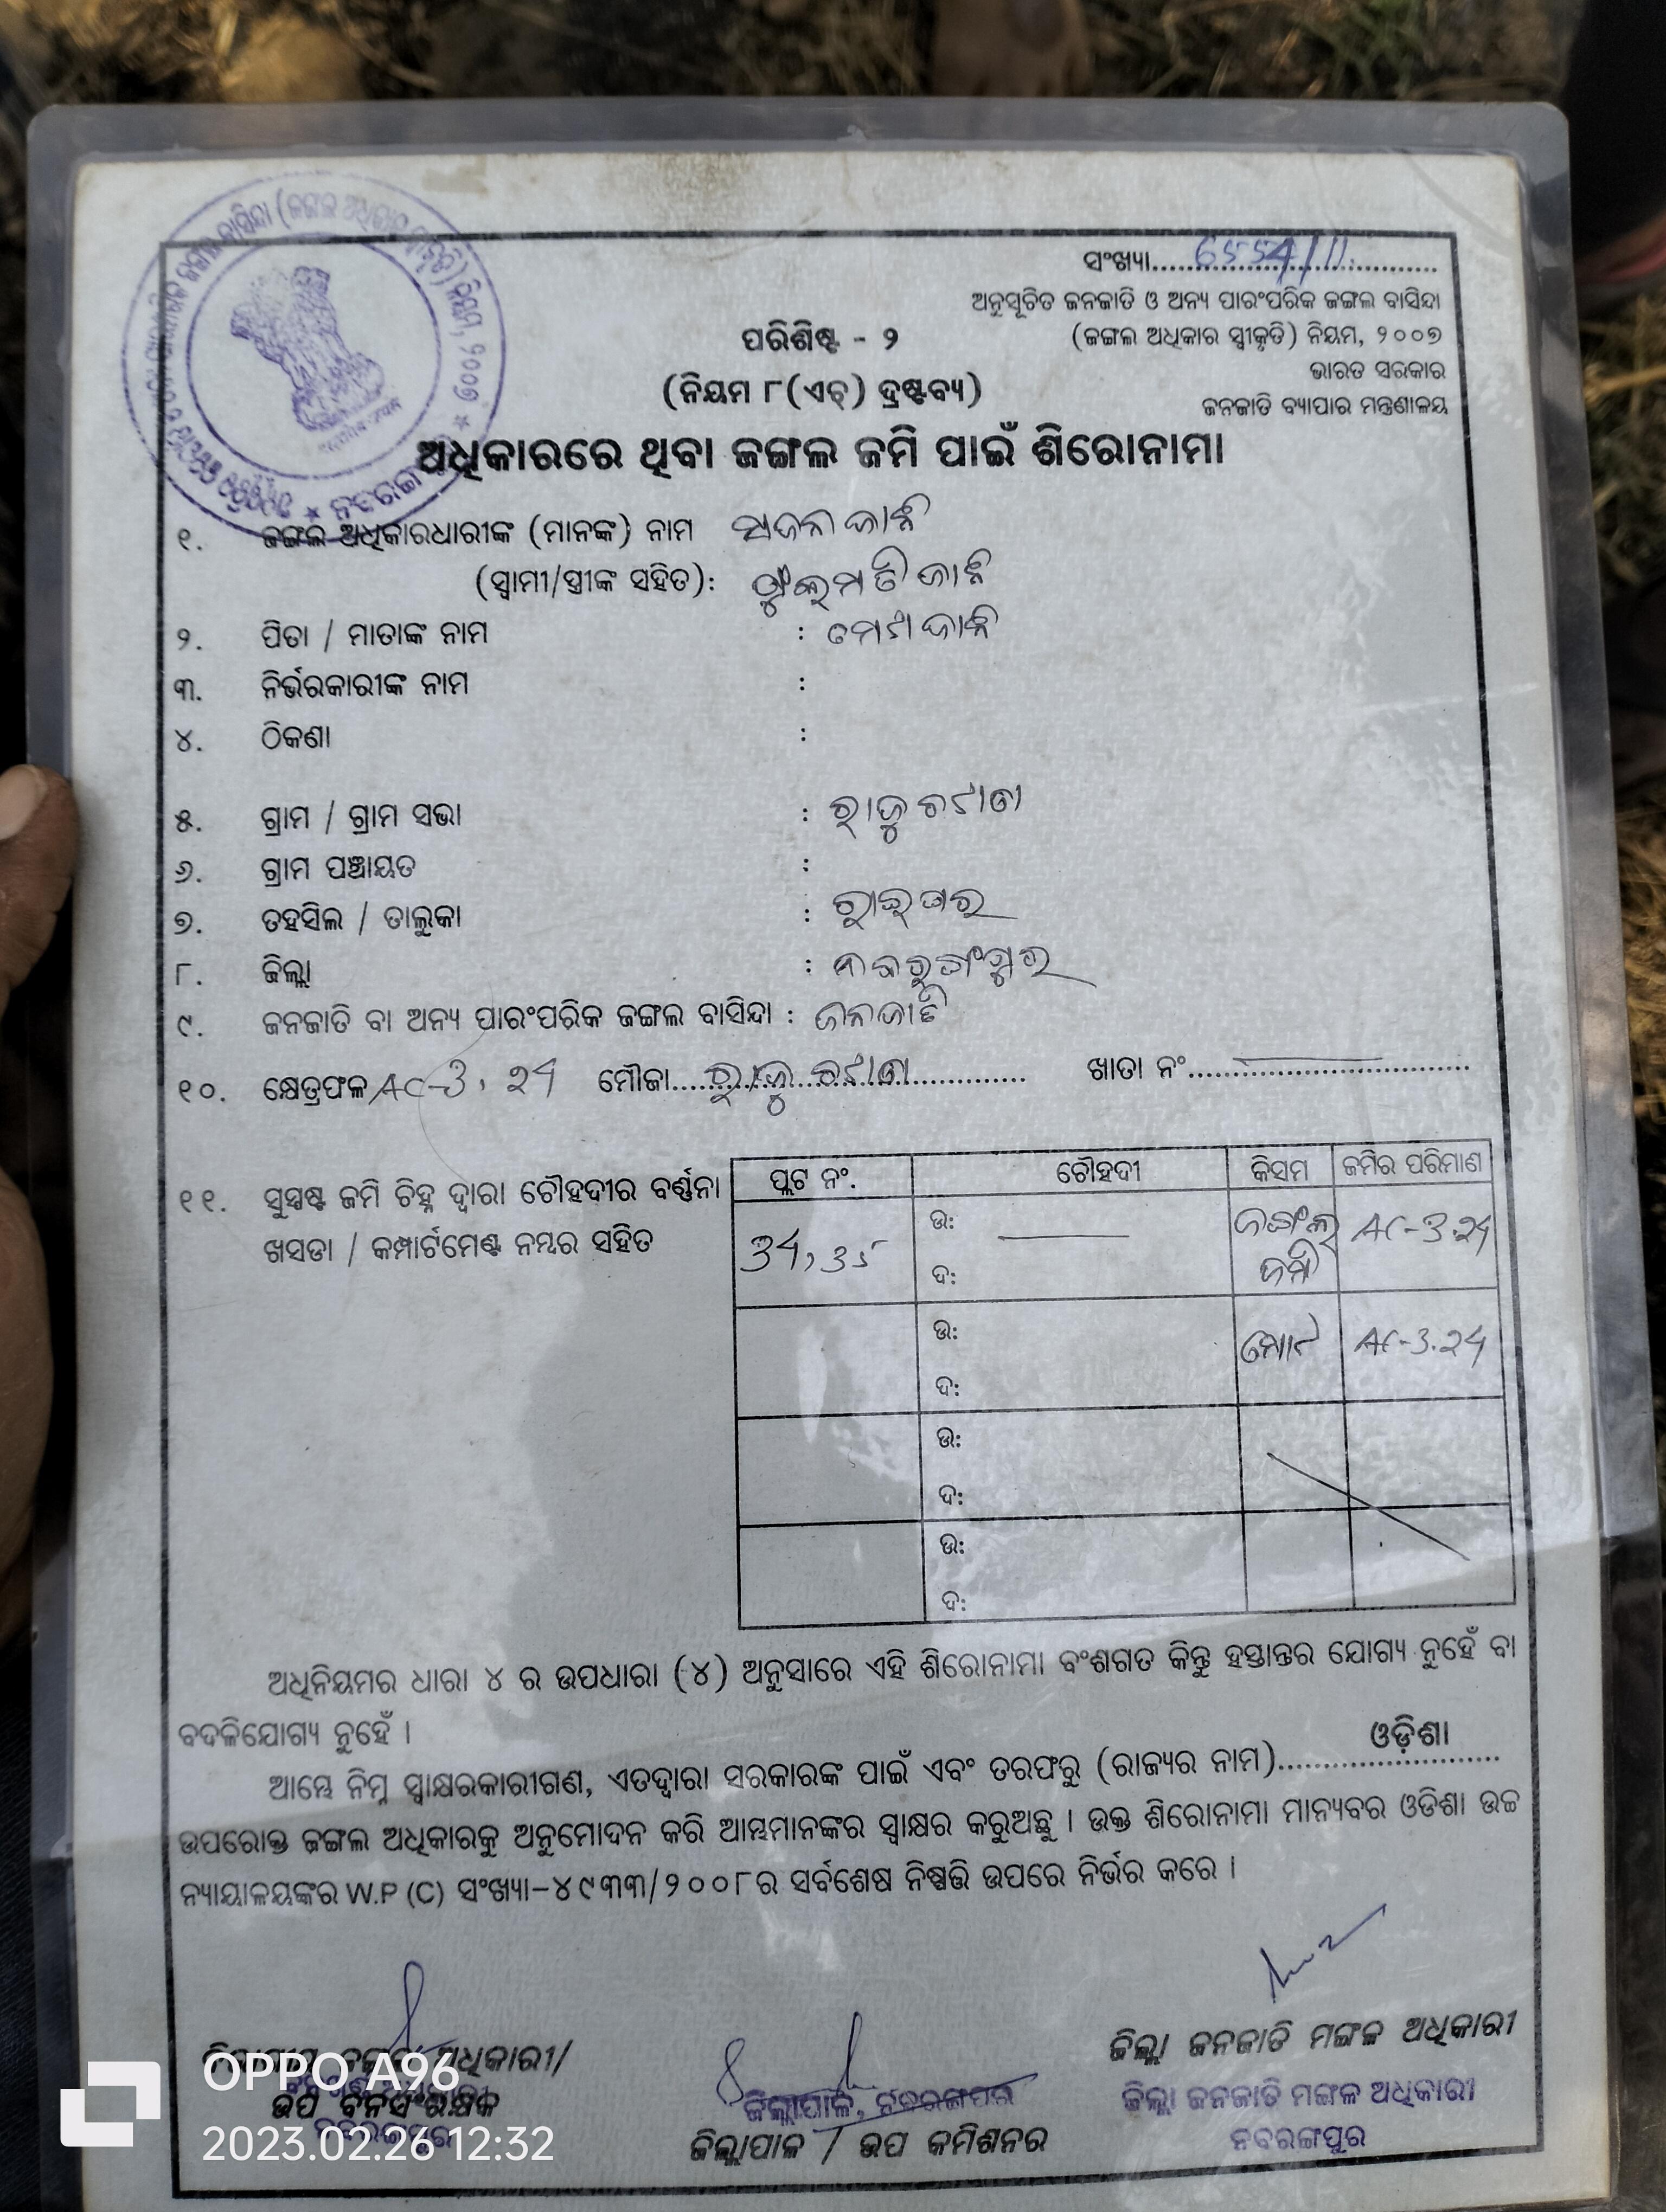 ସଂଖ୍ୟା..............................
ଅନୁସୂଚିତ ଜନଜାତି ଓ ଅନ୍ୟ ପାରଂପରିକ ଜଙ୍ଗଲ ବାସିନ୍ଦା
(ଜଙ୍ଗଲ ଅଧିକାର ସ୍ୱୀକୃତି) ନିୟମ, ୨୦୦୭
ଭାରତ ସରକାର
ଜନଜାତି ବ୍ୟାପାର ମନ୍ତ୍ରଣାଳୟ
ପରିଶିଷ୍ଟ - ୨
(ନିୟମ ୮(ଏଚ୍) ଦ୍ରଷ୍ଟବ୍ୟ)
ଅଧିକାରରେ ଥିବା ଜଙ୍ଗଲ ଜମି ପାଇଁ ଶିରୋନାମା
୧. ଜଙ୍ଗଲ ଅଧିକାରଧାରୀଙ୍କ (ମାନଙ୍କ) ନାମ
(ସ୍ୱାମୀ/ସ୍ତ୍ରୀଙ୍କ ସହିତ):
୨. ପିତା / ମାତାଙ୍କ ନାମ :
୩. ନିର୍ଭରକାରୀଙ୍କ ନାମ :
୪. ଠିକଣା :
୫. ଗ୍ରାମ / ଗ୍ରାମ ସଭା :
୬. ଗ୍ରାମ ପଞ୍ଚାୟତ :
୭. ତହସିଲ / ତାଲୁକା : ରାଇଘର
୮. ଜିଲ୍ଲା :
୯. ଜନଜାତି ବା ଅନ୍ୟ ପାରଂପରିକ ଜଙ୍ଗଲ ବାସିନ୍ଦା : ଜନଜାତି
୧୦. କ୍ଷେତ୍ରଫଳ AC-3.24 ମୌଜା.............................. ଖାତା ନଂ..............................
୧୧. ସୁସ୍ପଷ୍ଟ ଜମି ଚିହ୍ନ ଦ୍ୱାରା ଚୌହଦୀର ବର୍ଣ୍ଣନା
ଖସଡା / କମ୍ପାର୍ଟମେଣ୍ଟ ନମ୍ବର ସହିତ
ପ୍ଲଟ ନଂ. ଚୌହଦୀ କିସମ ଜମିର ପରିମାଣ
34, 35 ଉ: ଜଙ୍ଗଲ AC-3.24
ଦ: ଜମି
ଉ: ମୋଟ AC-3.24
ଦ:
ଉ:
ଦ:
ଉ:
ଦ:
ଅଧିନିୟମର ଧାରା ୪ ର ଉପଧାରା (୪) ଅନୁସାରେ ଏହି ଶିରୋନାମା ବଂଶଗତ କିନ୍ତୁ ହସ୍ତାନ୍ତର ଯୋଗ୍ୟ ନୁହେଁ ବା
ବଦଳିଯୋଗ୍ୟ ନୁହେଁ ।
ଆମ୍ଭେ ନିମ୍ନ ସ୍ୱାକ୍ଷରକାରୀଗଣ, ଏତଦ୍ୱାରା ସରକାରଙ୍କ ପାଇଁ ଏବଂ ତରଫରୁ (ରାଜ୍ୟର ନାମ).....ଓଡ଼ିଶା.....
ଉପରୋକ୍ତ ଜଙ୍ଗଲ ଅଧିକାରକୁ ଅନୁମୋଦନ କରି ଆମ୍ଭମାନଙ୍କର ସ୍ୱାକ୍ଷର କରୁଅଛୁ । ଉକ୍ତ ଶିରୋନାମା ମାନ୍ୟବର ଓଡିଶା ଉଚ୍ଚ
ନ୍ୟାୟାଳୟଙ୍କର W.P (C) ସଂଖ୍ୟା-୪୯୩୩/୨୦୦୮ର ସର୍ବଶେଷ ନିଷ୍ପତ୍ତି ଉପରେ ନିର୍ଭର କରେ ।
ଜିଲ୍ଲା ଜନଜାତି ମଙ୍ଗଳ ଅଧିକାରୀ
ଜିଲ୍ଲା ଜନଜାତି ମଙ୍ଗଳ ଅଧିକାରୀ
ନବରଙ୍ଗପୁର
ଜିଲ୍ଲାପାଳ, ନବରଙ୍ଗପୁର
ଜିଲ୍ଲାପାଳ / ଉପ କମିଶନର
ଅଧିକାରୀ/
ଉପ ବନସଂରକ୍ଷକ
OPPO A96
2023.02.26 12:32